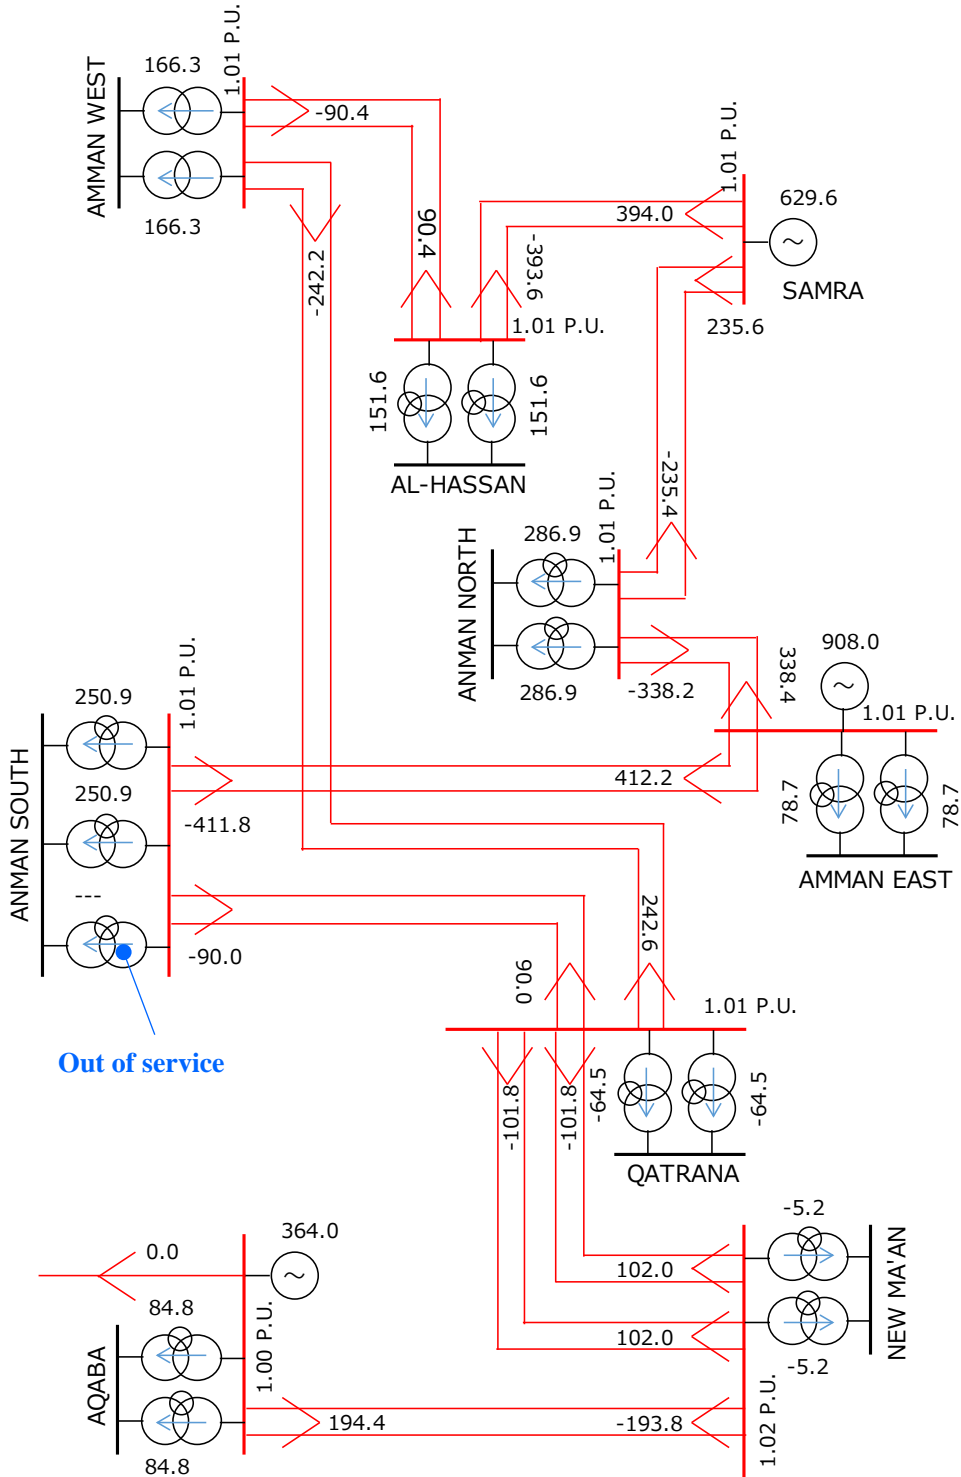 AMMAN WEST
166.3
166.3
1.01 P.U.
-90.4
-242.2
90.4
-393.6
394.0
1.01 P.U.
629.6
~
SAMRA
235.6
1.01 P.U.
151.6
151.6
AL-HASSAN
-235.4
ANMAN NORTH
286.9
286.9
1.01 P.U.
-338.2
338.4
908.0
~
1.01 P.U.
412.2
78.7
78.7
AMMAN EAST
ANMAN SOUTH
250.9
250.9
---
1.01 P.U.
-411.8
-90.0
Out of service
90.0
242.6
1.01 P.U.
-101.8
-101.8
-64.5
-64.5
QATRANA
0.0
364.0
~
84.8
84.8
AQABA
1.00 P.U.
194.4
-193.8
102.0
102.0
-5.2
-5.2
NEW MA'AN
1.02 P.U.